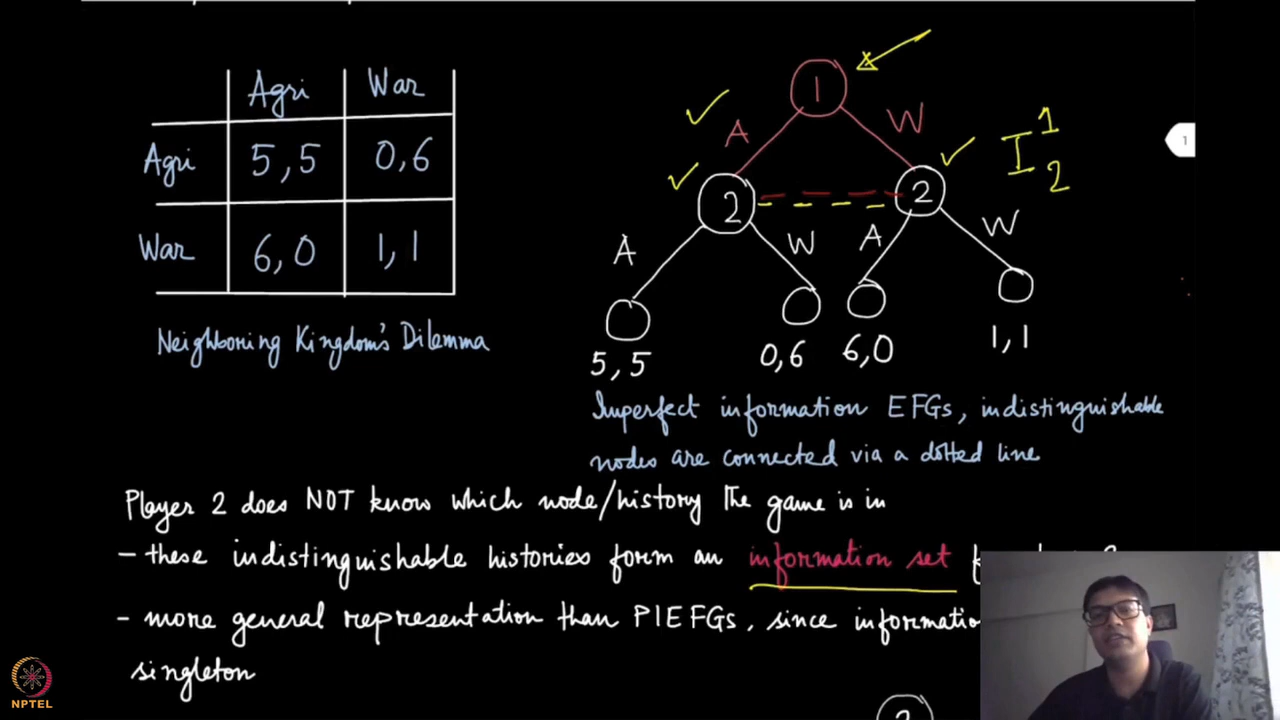 Agri War
Agri 5,5 0,6
War 6,0 1,1
Neighboring Kingdom's Dilemma
1
A W
2 2
I 1 2
A W A W
5,5 0,6 6,0 1,1
Imperfect information EFGs, indistinguishable
nodes are connected via a dotted line
Player 2 does NOT know which node/history the game is in
- these indistinguishable histories form an information set
- more general representation than PIEFGs, since
singleton
1
NPTEL